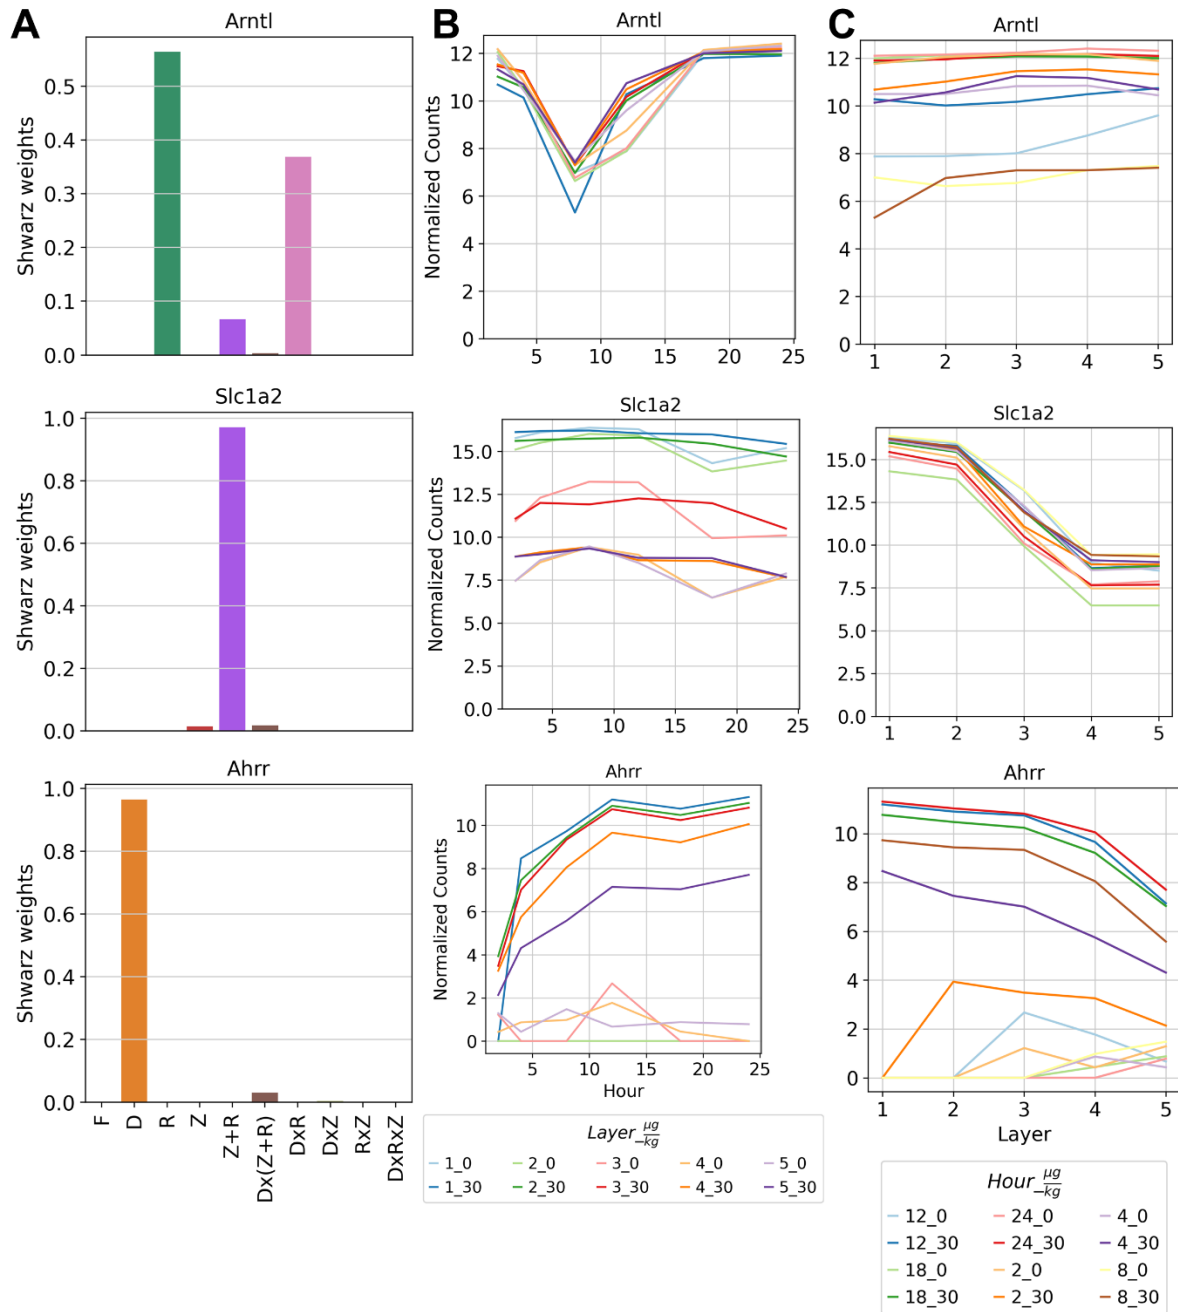 A
Arntl
Shwarz weights
0.5
0.4
0.3
0.2
0.1
0.0
B
Arntl
Normalized Counts
12
10
8
6
4
2
0
5 10 15 20 25
C
Arntl
12
10
8
6
4
2
0
1 2 3 4 5
Slc1a2
Shwarz weights
1.0
0.8
0.6
0.4
0.2
0.0
Slc1a2
Normalized Counts
15.0
12.5
10.0
7.5
5.0
2.5
0.0
5 10 15 20 25
Slc1a2
15.0
12.5
10.0
7.5
5.0
2.5
0.0
1 2 3 4 5
Ahrr
Shwarz weights
1.0
0.8
0.6
0.4
0.2
0.0
F D R Z Z+R Dx(Z+R) DxR DxZ RxZ DxRxZ
Ahrr
Normalized Counts
10
8
6
4
2
0
5 10 15 20 25
Hour
Layer_μg/kg
1_0 2_0 3_0 4_0 5_0
1_30 2_30 3_30 4_30 5_30
Ahrr
10
8
6
4
2
0
1 2 3 4 5
Layer
Hour_μg/kg
12_0 24_0 4_0
12_30 24_30 4_30
18_0 2_0 8_0
18_30 2_30 8_30